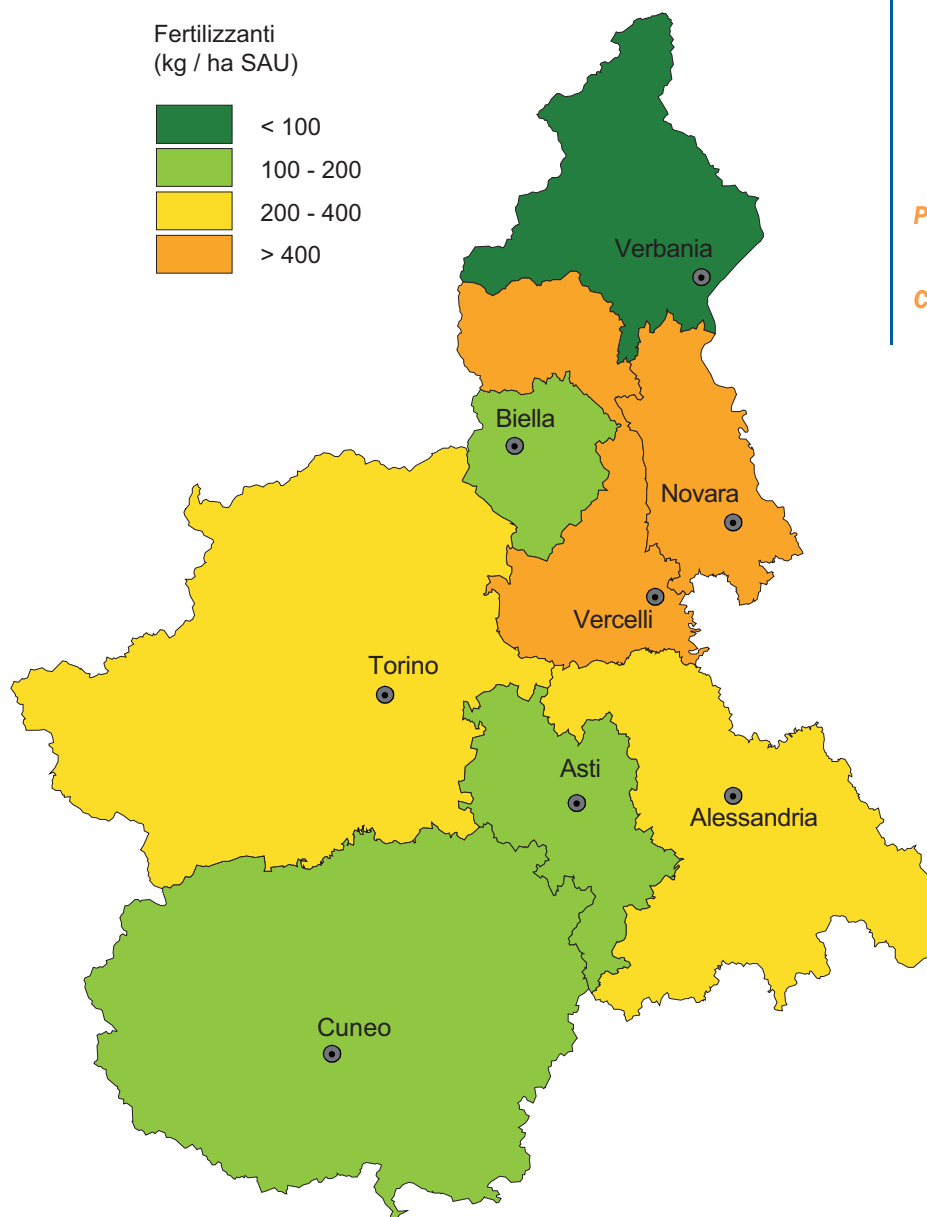 Fertilizzanti
(kg / ha SAU)
< 100
100 - 200
200 - 400
> 400
P
C
Verbania
Biella
Novara
Vercelli
Torino
Asti
Alessandria
Cuneo